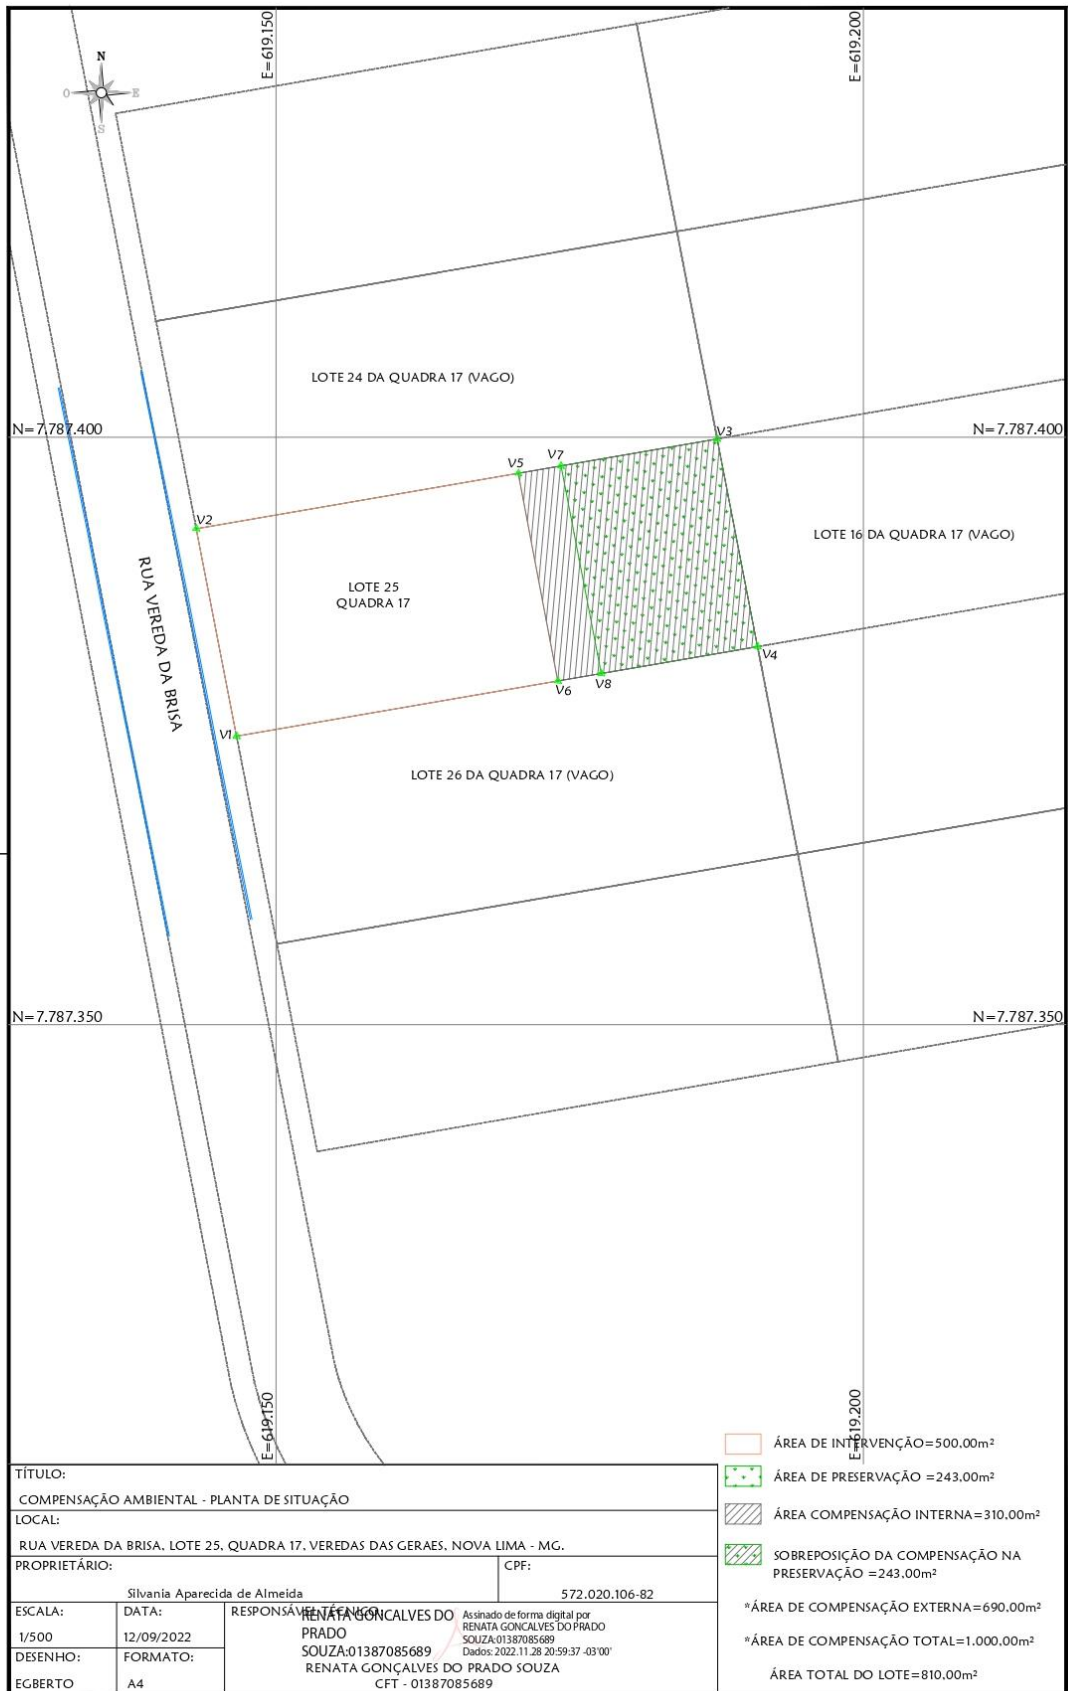 E=619.150
E=619.200
N
O
E
S
LOTE 24 DA QUADRA 17 (VAGO)
N=7.787.400
N=7.787.400
V3
V7
V5
V2
LOTE 16 DA QUADRA 17 (VAGO)
RUA VEREDA DA BRISA
LOTE 25
QUADRA 17
V4
V8
V6
V1
LOTE 26 DA QUADRA 17 (VAGO)
N=7.787.350
N=7.787.350
E=619.150
E=619.200
ÁREA DE INTERVENÇÃO=500.00m²
ÁREA DE PRESERVAÇÃO =243.00m²
ÁREA COMPENSAÇÃO INTERNA=310.00m²
SOBREPOSIÇÃO DA COMPENSAÇÃO NA
PRESERVAÇÃO =243.00m²
*ÁREA DE COMPENSAÇÃO EXTERNA=690.00m²
*ÁREA DE COMPENSAÇÃO TOTAL=1.000.00m²
ÁREA TOTAL DO LOTE=810.00m²
TÍTULO:
COMPENSAÇÃO AMBIENTAL - PLANTA DE SITUAÇÃO
LOCAL:
RUA VEREDA DA BRISA, LOTE 25, QUADRA 17, VEREDAS DAS GERAES, NOVA LIMA - MG.
PROPRIETÁRIO:
Silvania Aparecida de Almeida
CPF:
572.020.106-82
ESCALA:
1/500
DATA:
12/09/2022
RESPONSÁVEL TÉCNICO:
RENATA GONCALVES DO
PRADO
SOUZA:01387085689
Assinado de forma digital por
RENATA GONCALVES DO PRADO
SOUZA:01387085689
Dados: 2022.11.28 20:59:37 -03'00'
RENATA GONÇALVES DO PRADO SOUZA
CFT - 01387085689
DESENHO:
EGBERTO
FORMATO:
A4